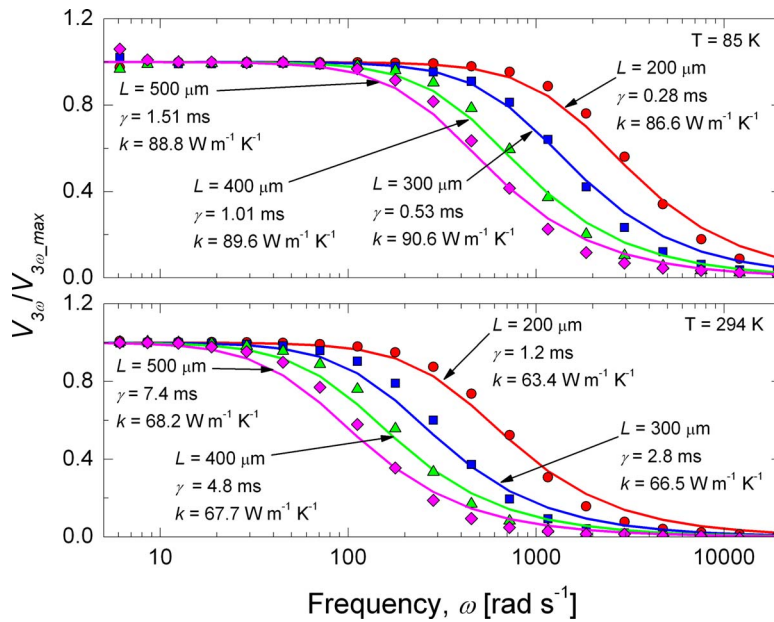 T = 85 K
1.2
0.8
0.4
0.0
L = 500 μm
γ = 1.51 ms
k = 88.8 W m⁻¹ K⁻¹
L = 200 μm
γ = 0.28 ms
k = 86.6 W m⁻¹ K⁻¹
L = 400 μm
γ = 1.01 ms
k = 89.6 W m⁻¹ K⁻¹
L = 300 μm
γ = 0.53 ms
k = 90.6 W m⁻¹ K⁻¹
V3ω/V3ω_max
T = 294 K
1.2
0.8
0.4
0.0
L = 200 μm
γ = 1.2 ms
k = 63.4 W m⁻¹ K⁻¹
L = 500 μm
γ = 7.4 ms
k = 68.2 W m⁻¹ K⁻¹
L = 400 μm
γ = 4.8 ms
k = 67.7 W m⁻¹ K⁻¹
L = 300 μm
γ = 2.8 ms
k = 66.5 W m⁻¹ K⁻¹
10 100 1000 10000
Frequency, ω [rad s⁻¹]